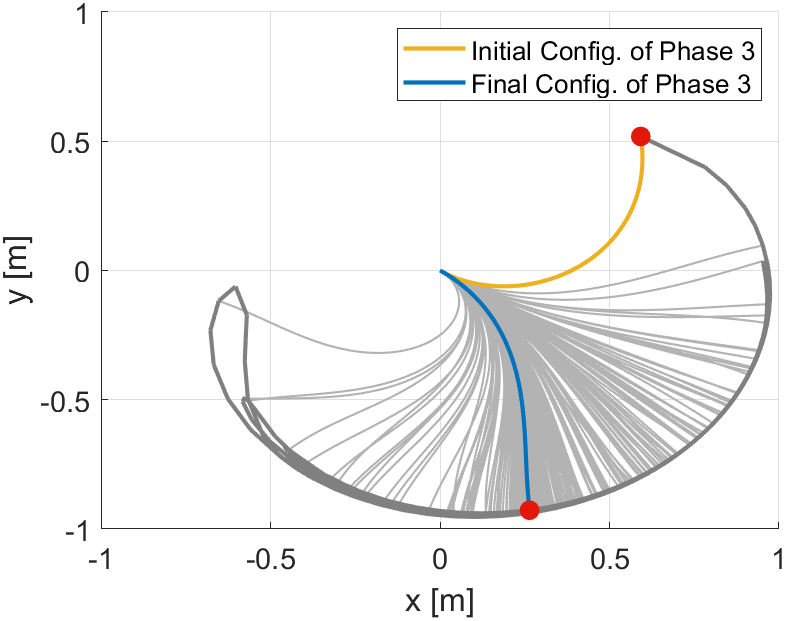 1
Initial Config. of Phase 3
Final Config. of Phase 3
0.5
0
y [m]
-0.5
-1
-1 -0.5 0 0.5 1
x [m]